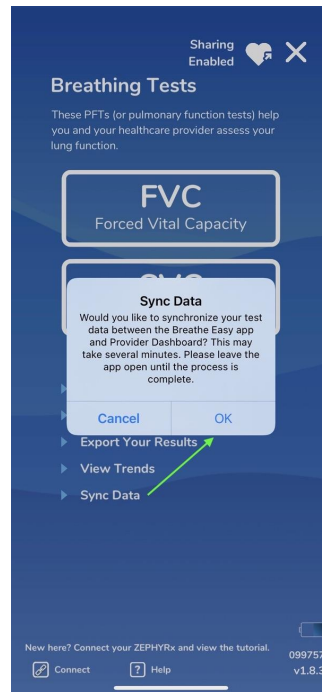 Sharing
Enabled
Breathing Tests
These PFTs (or pulmonary function tests) help
you and your healthcare provider assess your
lung function.
FVC
Forced Vital Capacity
Sync Data
Would you like to synchronize your test
data between the Breathe Easy app
and Provider Dashboard? This may
take several minutes. Please leave the
app open until the process is
complete.
Cancel
OK
Export Your Results
View Trends
Sync Data
New here? Connect your ZEPHYRx and view the tutorial.
099757
Connect
? Help
v1.8.3